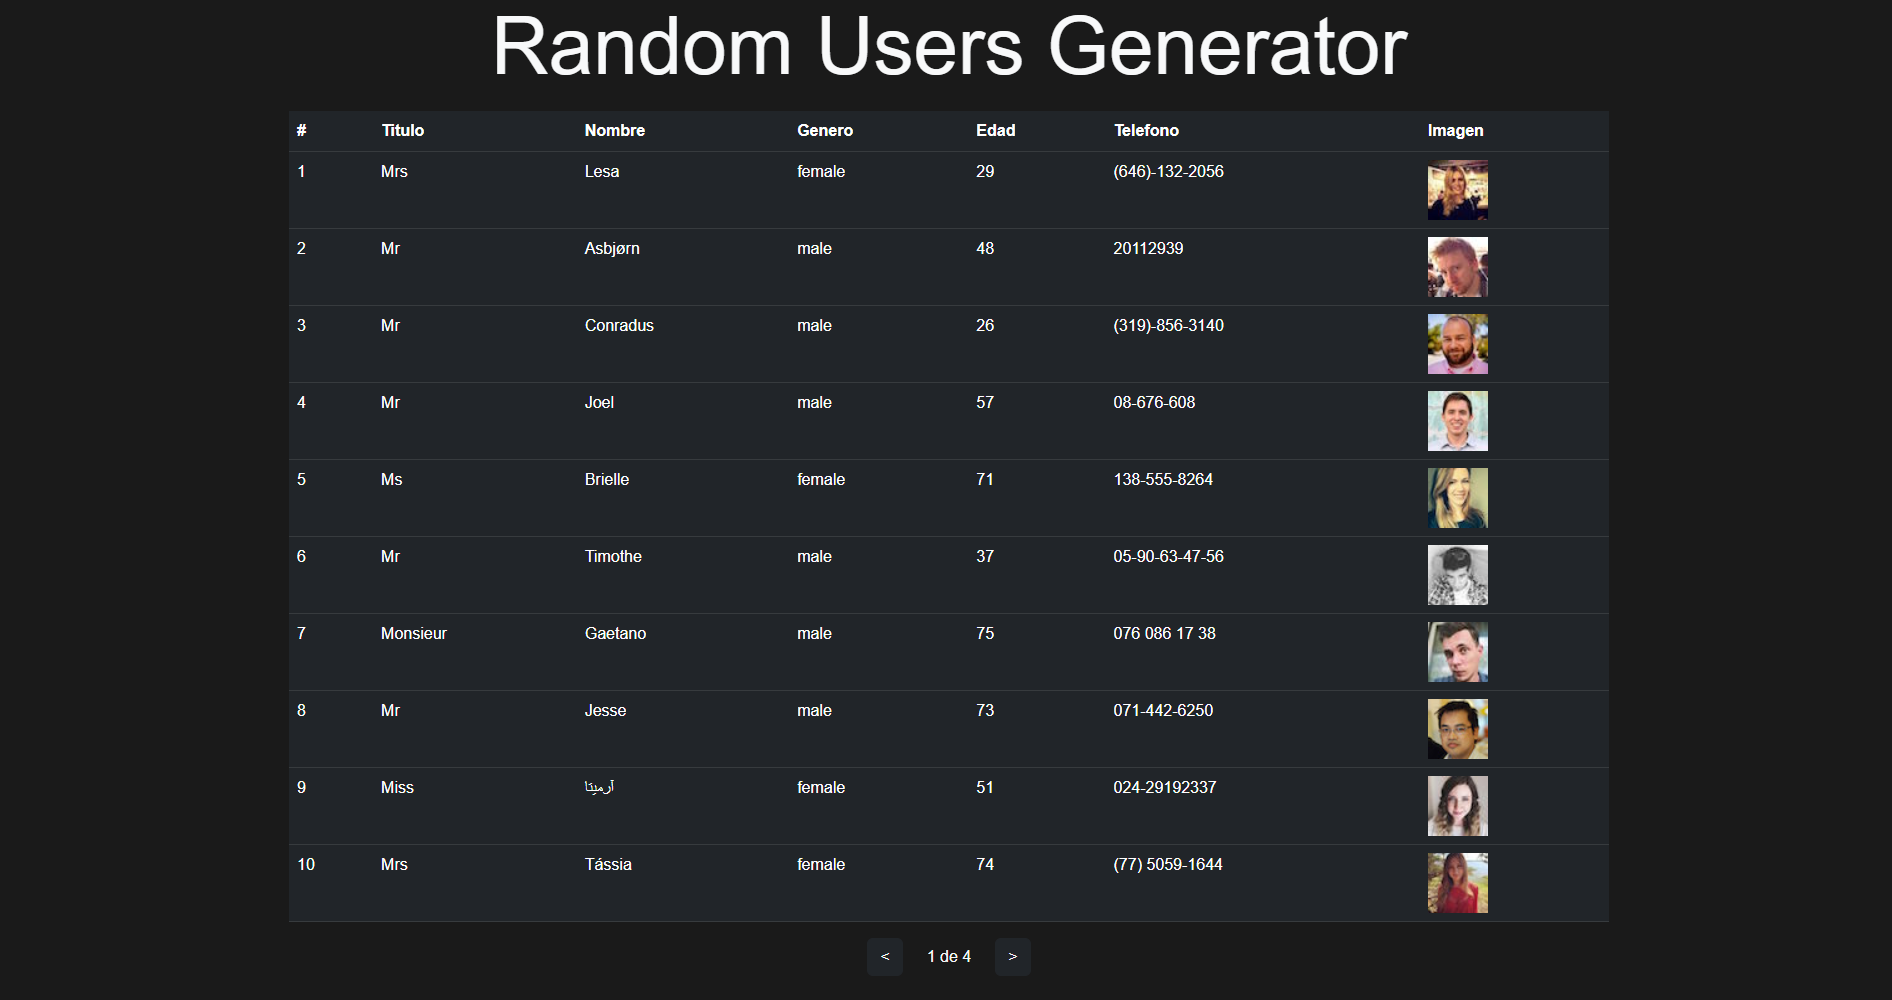 Random Users Generator
# Titulo Nombre Genero Edad Telefono Imagen
1 Mrs Lesa female 29 (646)-132-2056
2 Mr Asbjørn male 48 20112939
3 Mr Conradus male 26 (319)-856-3140
4 Mr Joel male 57 08-676-608
5 Ms Brielle female 71 138-555-8264
6 Mr Timothe male 37 05-90-63-47-56
7 Monsieur Gaetano male 75 076 086 17 38
8 Mr Jesse male 73 071-442-6250
9 Miss آرمیتا female 51 024-29192337
10 Mrs Tássia female 74 (77) 5059-1644
< 1 de 4 >